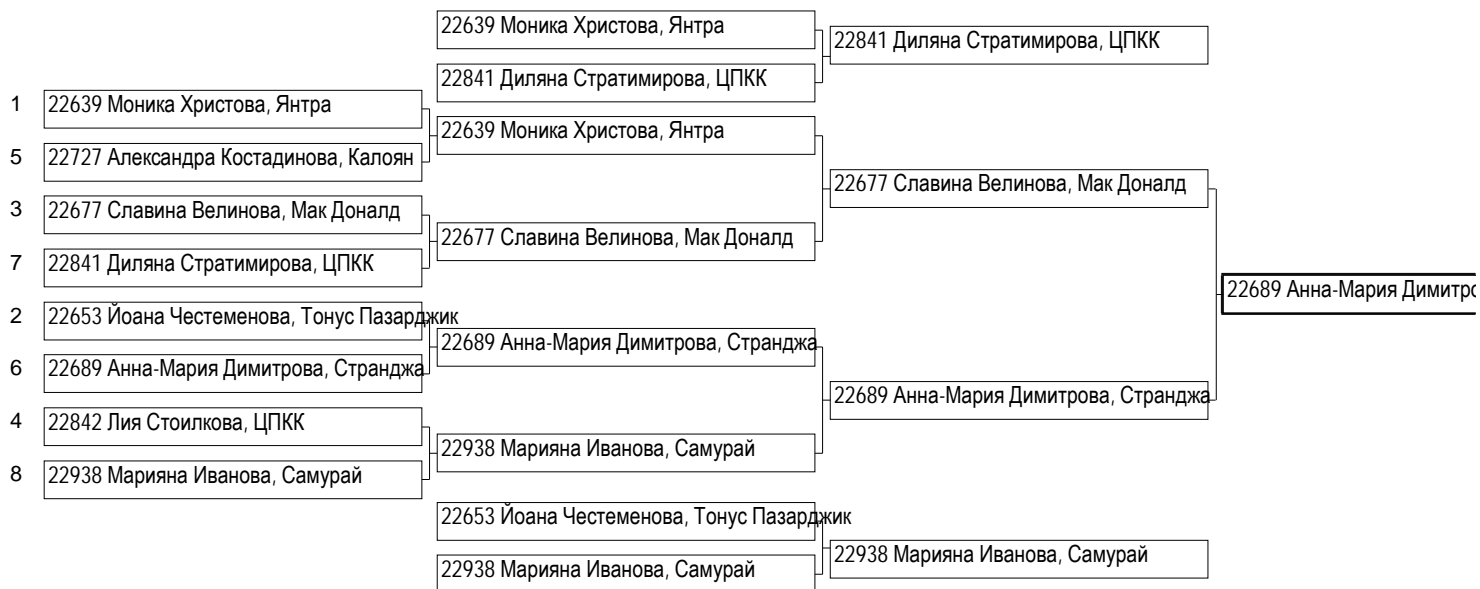 22639 Моника Христова, Янтра
22841 Диляна Стратимирова, ЦПКК
22841 Диляна Стратимирова, ЦПКК
1 22639 Моника Христова, Янтра
5 22727 Александра Костадинова, Калоян
3 22677 Славина Велинова, Мак Доналд
7 22841 Диляна Стратимирова, ЦПКК
2 22653 Йоана Честеменова, Тонус Пазарджик
6 22689 Анна-Мария Димитрова, Странджа
4 22842 Лия Стоилкова, ЦПКК
8 22938 Марияна Иванова, Самурай
22639 Моника Христова, Янтра
22677 Славина Велинова, Мак Доналд
22689 Анна-Мария Димитрова, Странджа
22938 Марияна Иванова, Самурай
22677 Славина Велинова, Мак Доналд
22689 Анна-Мария Димитрова, Странджа
22689 Анна-Мария Димитро
22653 Йоана Честеменова, Тонус Пазарджик
22938 Марияна Иванова, Самурай
22938 Марияна Иванова, Самурай